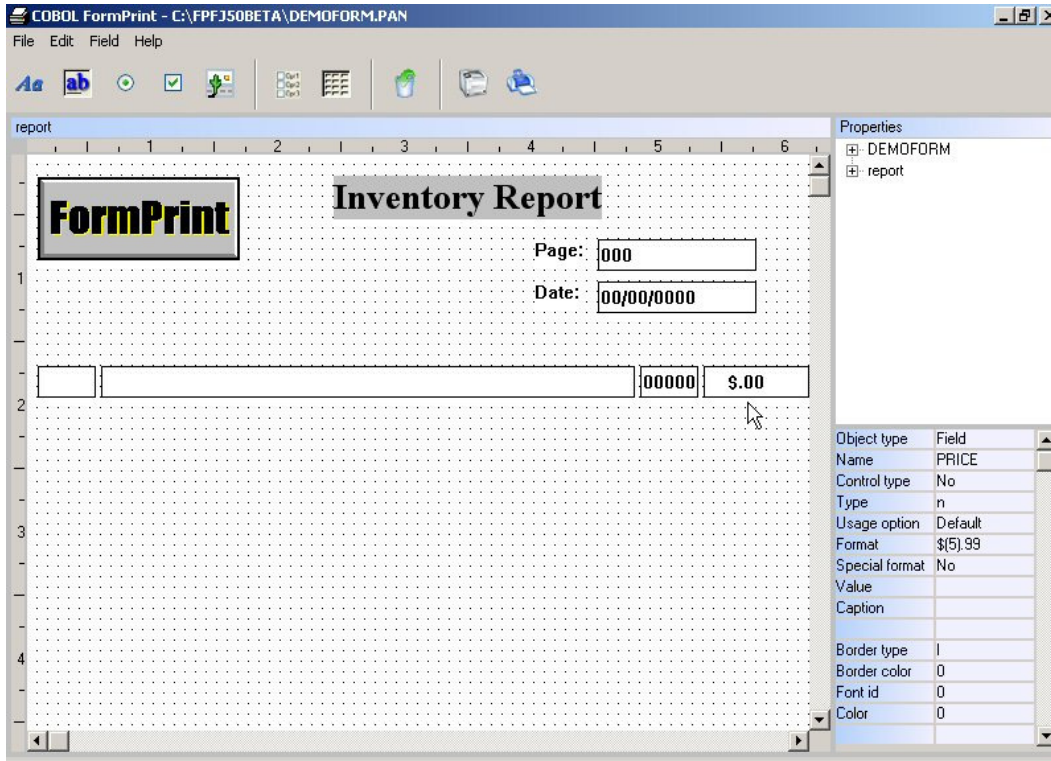 COBOL FormPrint - C:\FPFJ50BETA\DEMOFORM.PAN
File Edit Field Help
Aa ab
report
Properties
1 2 3 4 5 6
DEMOFORM
report
FormPrint
Inventory Report
Page: 000
1
Date: 00/00/0000
00000 $.00
2
3
4
Object type Field
Name PRICE
Control type No
Type n
Usage option Default
Format $(5).99
Special format No
Value
Caption
Border type I
Border color 0
Font id 0
Color 0